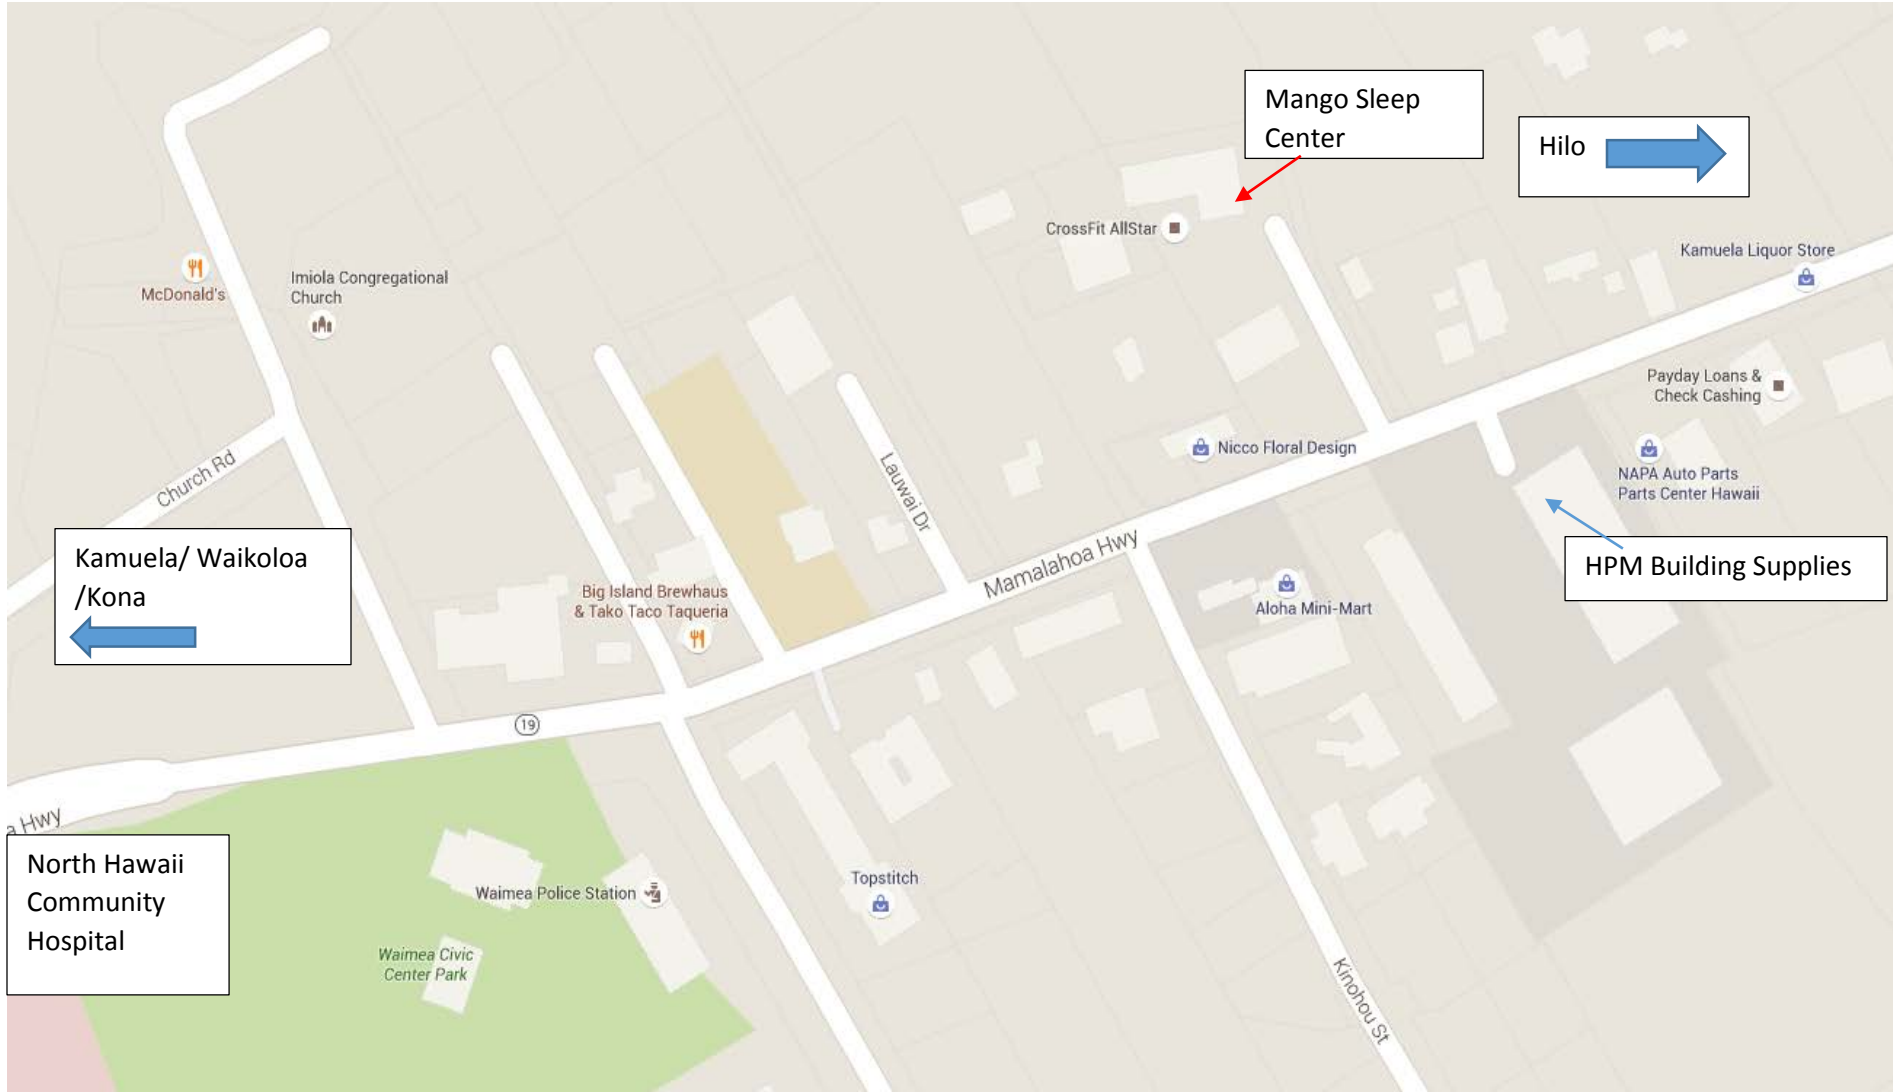 Mango Sleep
Center
Hilo
CrossFit AllStar
Kamuela Liquor Store
McDonald's
Imiola Congregational
Church
Payday Loans &
Check Cashing
Nicco Floral Design
NAPA Auto Parts
Parts Center Hawaii
Church Rd
Lauwai Dr
Mamalahoa Hwy
Kamuela/ Waikoloa
/Kona
HPM Building Supplies
Big Island Brewhaus
& Tako Taco Taqueria
Aloha Mini-Mart
19
a Hwy
North Hawaii
Community
Hospital
Waimea Police Station
Topstitch
Waimea Civic
Center Park
Kinohou St